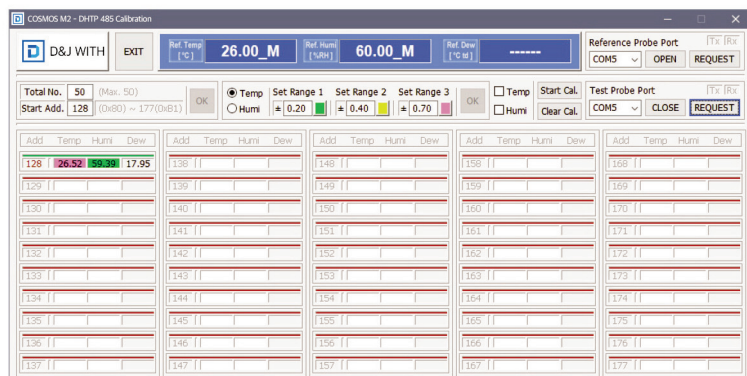 COSMOS M2 - DHTP 485 Calibration
D&J WITH EXIT Ref. Temp [℃] 26.00_M Ref. Humi [%RH] 60.00_M Ref. Dew [℃ td] ------
Reference Probe Port Tx Rx
COM5 OPEN REQUEST
Total No. 50 (Max. 50)
Start Add. 128 (0x80) ~ 177(0xB1) OK
Temp Set Range 1 Set Range 2 Set Range 3
Humi ± 0.20 ± 0.40 ± 0.70 OK
Temp Start Cal.
Humi Clear Cal.
Test Probe Port Tx Rx
COM5 CLOSE REQUEST
Add Temp Humi Dew Add Temp Humi Dew Add Temp Humi Dew Add Temp Humi Dew Add Temp Humi Dew
128 26.52 59.39 17.95 138 148 158 168
129 139 149 159 169
130 140 150 160 170
131 141 151 161 171
132 142 152 162 172
133 143 153 163 173
134 144 154 164 174
135 145 155 165 175
136 146 156 166 176
137 147 157 167 177